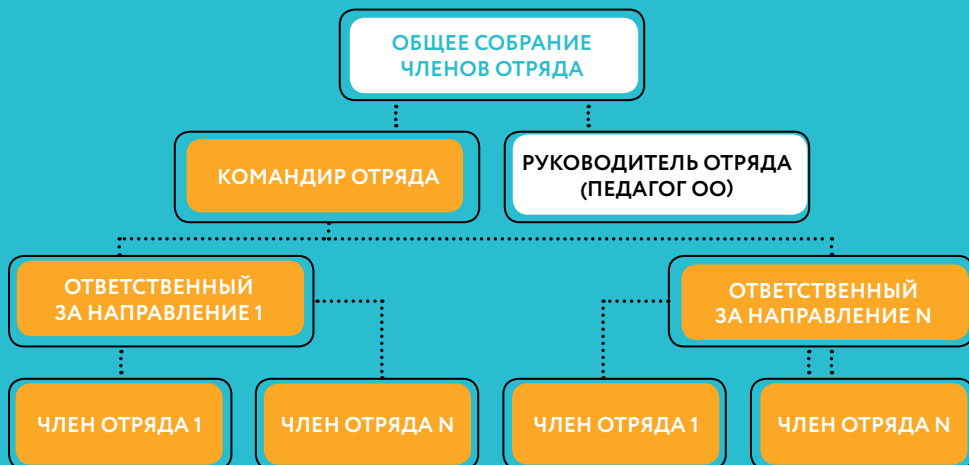 ОБЩЕЕ СОБРАНИЕ
ЧЛЕНОВ ОТРЯДА
КОМАНДИР ОТРЯДА
РУКОВОДИТЕЛЬ ОТРЯДА
(ПЕДАГОГ ОО)
ОТВЕТСТВЕННЫЙ
ЗА НАПРАВЛЕНИЕ 1
ОТВЕТСТВЕННЫЙ
ЗА НАПРАВЛЕНИЕ N
ЧЛЕН ОТРЯДА 1
ЧЛЕН ОТРЯДА N
ЧЛЕН ОТРЯДА 1
ЧЛЕН ОТРЯДА N